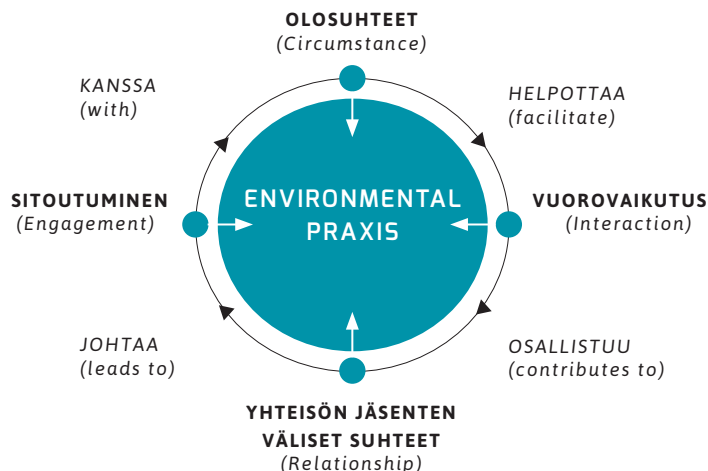 OLOSUHTEET
(Circumstance)
KANSSA
(with)
HELPOTTAA
(facilitate)
SITOUTUMINEN
(Engagement)
ENVIRONMENTAL
PRAXIS
VUOROVAIKUTUS
(Interaction)
JOHTAA
(leads to)
OSALLISTUU
(contributes to)
YHTEISÖN JÄSENTEN
VÄLISET SUHTEET
(Relationship)